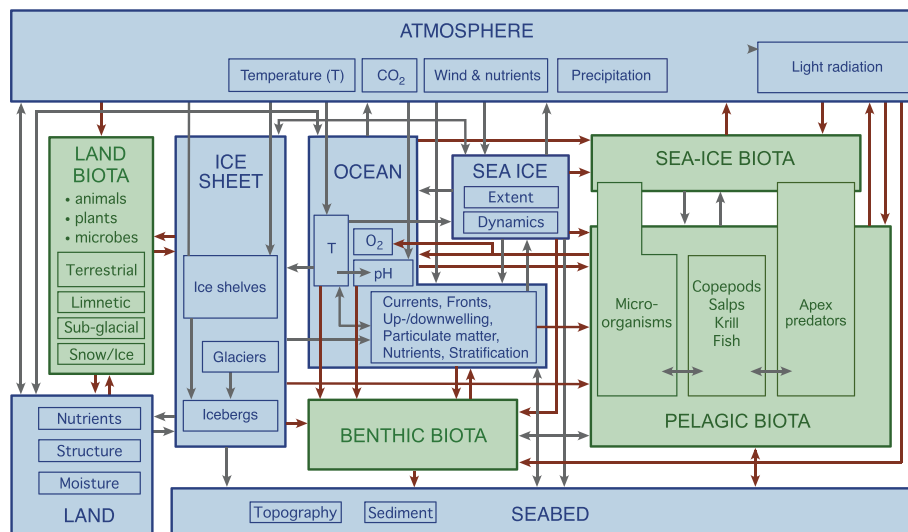 ATMOSPHERE
Temperature (T)
CO₂
Wind & nutrients
Precipitation
Light radiation
LAND
BIOTA
• animals
• plants
• microbes
Terrestrial
Limnetic
Sub-glacial
Snow/Ice
ICE
SHEET
Ice shelves
Glaciers
Icebergs
OCEAN
T
O₂
pH
Currents, Fronts,
Up-/downwelling,
Particulate matter,
Nutrients, Stratification
SEA ICE
Extent
Dynamics
SEA-ICE BIOTA
Micro-
organisms
Copepods
Salps
Krill
Fish
Apex
predators
PELAGIC BIOTA
BENTHIC BIOTA
Nutrients
Structure
Moisture
LAND
Topography
Sediment
SEABED